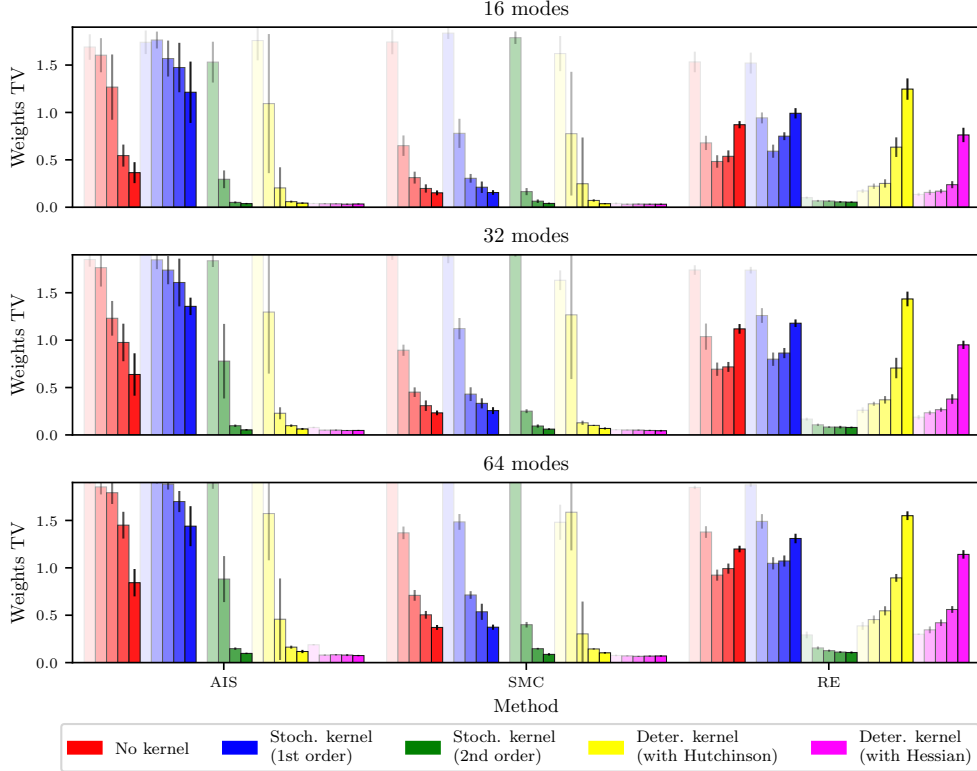 16 modes
Weights TV
1.5
1.0
0.5
0.0
32 modes
Weights TV
1.5
1.0
0.5
0.0
64 modes
Weights TV
1.5
1.0
0.5
0.0
AIS
SMC
RE
Method
No kernel
Stoch. kernel
(1st order)
Stoch. kernel
(2nd order)
Deter. kernel
(with Hutchinson)
Deter. kernel
(with Hessian)